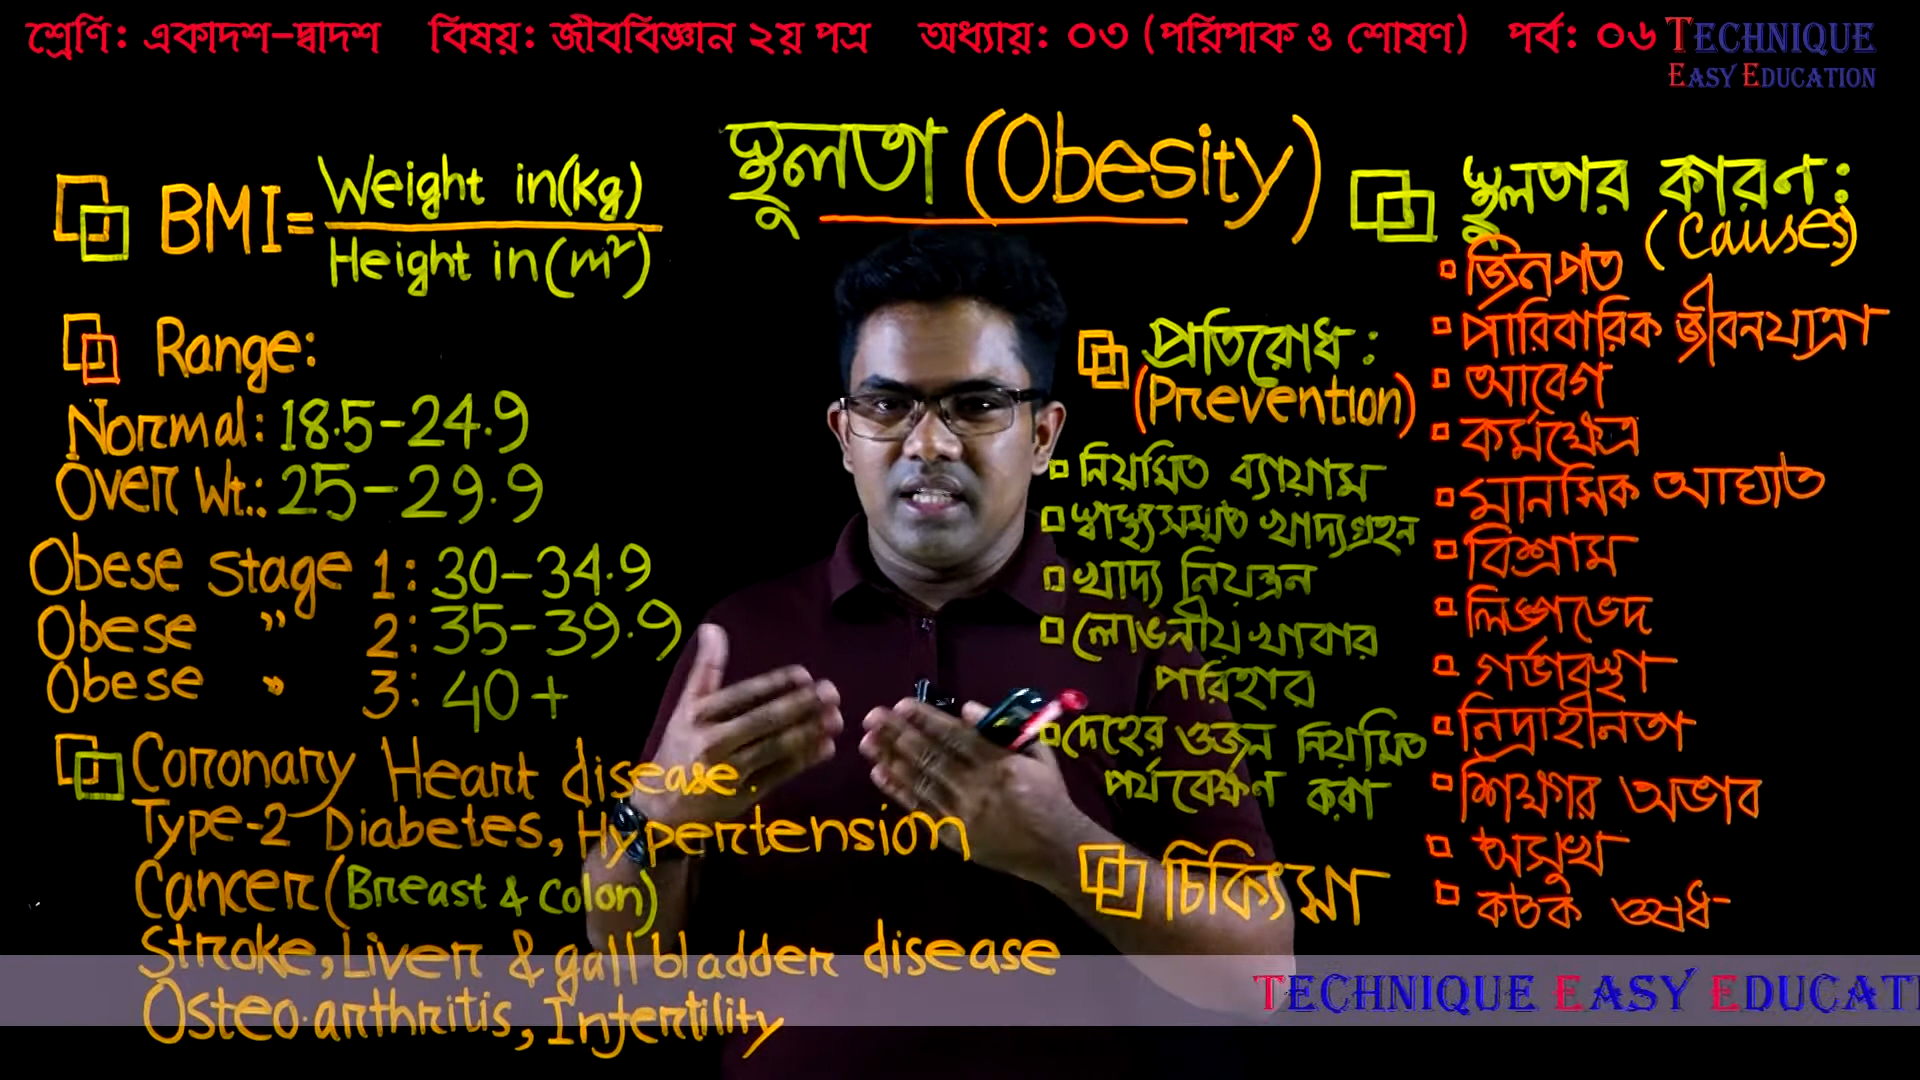 শ্রেণি: একাদশ-দ্বাদশ বিষয়: জীববিজ্ঞান ২য় পত্র অধ্যায়: ০৩ (পরিপাক ও শোষণ) পর্ব: ০৬
TECHNIQUE
EASY EDUCATION
স্থূলতা (Obesity)
BMI = Weight in (Kg)
Height in (m²)
Range:
Normal: 18.5-24.9
Over Wt.: 25-29.9
Obese stage 1: 30-34.9
Obese " 2: 35-39.9
Obese " 3: 40+
Coronary Heart disease.
Type-2 Diabetes, Hypertension
Cancer (Breast & Colon)
Stroke, Liver & gall bladder disease
Osteo-arthritis, Infertility
প্রতিরোধ:
(Prevention)
নিয়মিত ব্যায়াম
স্বাস্থ্যসম্মত খাদ্যগ্রহন
খাদ্য নিয়ন্ত্রন
লোভনীয় খাবার
পরিহার
দেহের ওজন নিয়মিত
পর্যবেক্ষণ করা
চিকিৎসা
স্থূলতার কারণ:
(Causes)
জিনগত
পারিবারিক জীবনযাত্রা
আবেগ
কর্মক্ষেত্র
মানসিক আঘাত
বিশ্রাম
লিঙ্গভেদ
গর্ভাবস্থা
নিদ্রাহীনতা
শিক্ষার অভাব
অসুখ
কতক ঔষধ
TECHNIQUE EASY EDUCATI